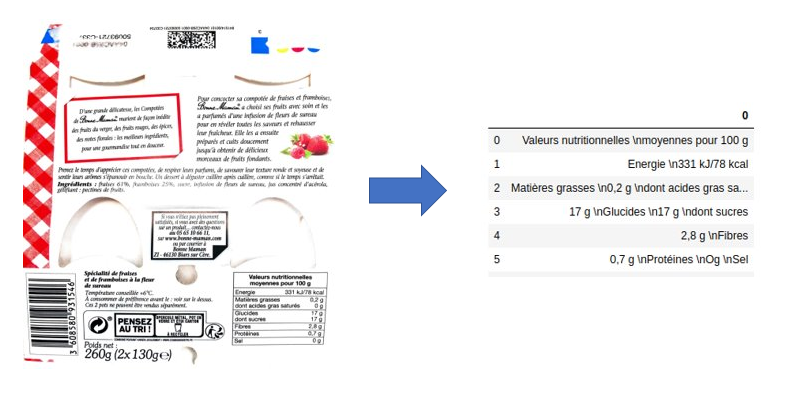 D'une grande délicatesse, les Compotées
de Bonne Maman marient de façon inédite
des fruits du verger, des fruits rouges, des épices,
des notes florales : les meilleurs ingrédients,
pour une gourmandise tout en douceur.
Pour concocter sa compotée de fraises et framboises,
Bonne Maman a choisi ses fruits avec soin et les
a parfumés d'une infusion de fleurs de sureau
pour en révéler toutes les saveurs et rehausser
leur fraîcheur. Elle les a ensuite
préparés et cuits doucement
jusqu'à obtenir de délicieux
morceaux de fruits fondants.
Prenez le temps d'apprécier ces compotées, de respirer leurs parfums, de savourer leur texture ronde et soyeuse et de
sentir leurs arômes s'épanouir en bouche. Un dessert à déguster cuillère après cuillère, comme si le temps s'arrêtait.
Ingrédients : fraises 61%, framboises 25%, sucre, infusion de fleurs de sureau, jus concentré d'acérola,
gélifiant : pectines de fruits.
Si vous n'êtes pas pleinement
satisfaits, si vous avez des questions
sur un produit... contactez-nous
au 05 65 10 66 11,
sur www.bonne-maman.com
ou par courrier à
Bonne Maman
ZI - 46130 Biars sur Cère.
Spécialité de fraises
et de framboises à la fleur
de sureau
Température conseillée +6°C.
À consommer de préférence avant le : voir sur le dessus.
Ces 2 pots ne peuvent être vendus séparément.
PENSEZ
AU TRI !
OPERCULE MÉTAL, POT EN
VERRE ET ÉTUI CARTON
À RECYCLER
Poids net :
260g (2x130g e)
3 608580 931546
Valeurs nutritionnelles
moyennes pour 100 g
Energie 331 kJ/78 kcal
Matières grasses 0,2 g
dont acides gras saturés 0 g
Glucides 17 g
dont sucres 17 g
Fibres 2,8 g
Protéines 0,7 g
Sel 0 g
0
0 Valeurs nutritionnelles \nmoyennes pour 100 g
1 Energie \n331 kJ/78 kcal
2 Matières grasses \n0,2 g \ndont acides gras sa...
3 17 g \nGlucides \n17 g \ndont sucres
4 2,8 g \nFibres
5 0,7 g \nProtéines \nOg \nSel